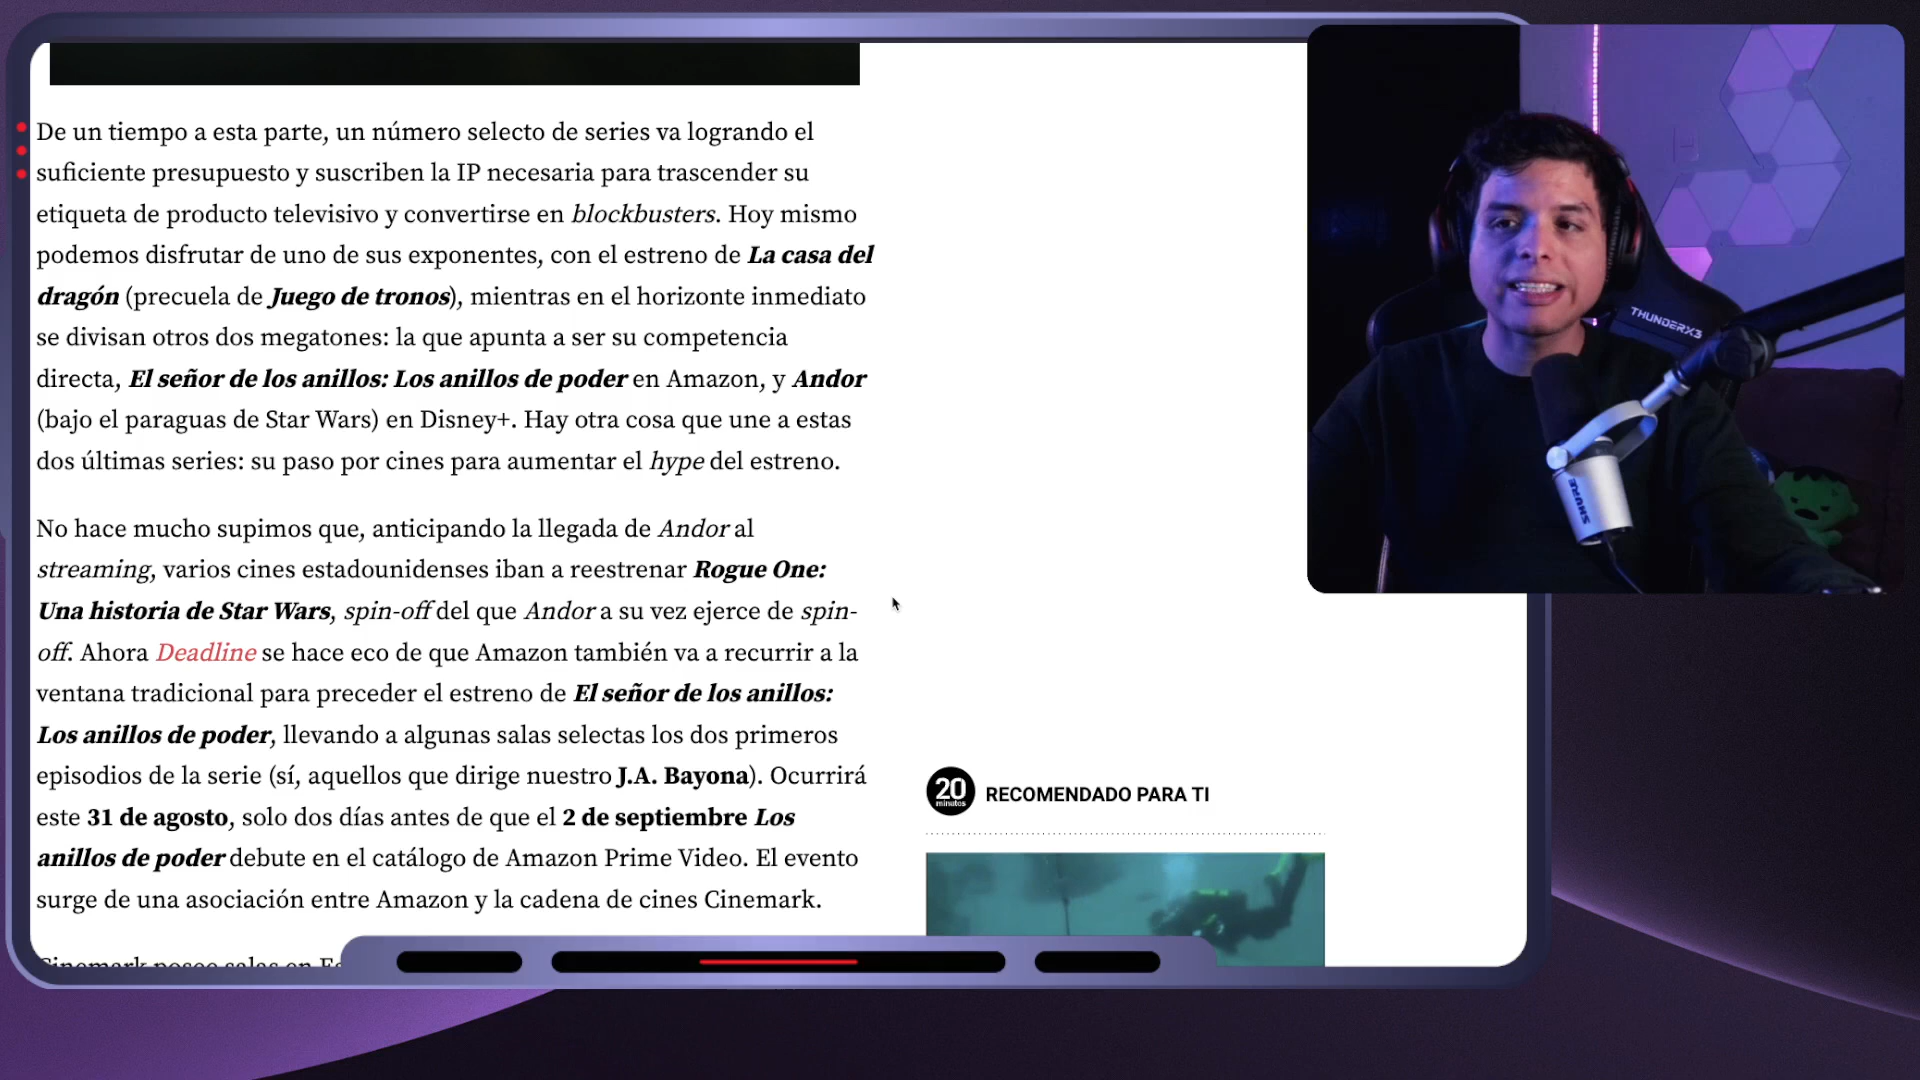 De un tiempo a esta parte, un número selecto de series va logrando el
suficiente presupuesto y suscriben la IP necesaria para trascender su
etiqueta de producto televisivo y convertirse en blockbusters. Hoy mismo
podemos disfrutar de uno de sus exponentes, con el estreno de La casa del
dragón (precuela de Juego de tronos), mientras en el horizonte inmediato
se divisan otros dos megatones: la que apunta a ser su competencia
directa, El señor de los anillos: Los anillos de poder en Amazon, y Andor
(bajo el paraguas de Star Wars) en Disney+. Hay otra cosa que une a estas
dos últimas series: su paso por cines para aumentar el hype del estreno.
No hace mucho supimos que, anticipando la llegada de Andor al
streaming, varios cines estadounidenses iban a reestrenar Rogue One:
Una historia de Star Wars, spin-off del que Andor a su vez ejerce de spin-
off. Ahora Deadline se hace eco de que Amazon también va a recurrir a la
ventana tradicional para preceder el estreno de El señor de los anillos:
Los anillos de poder, llevando a algunas salas selectas los dos primeros
episodios de la serie (sí, aquellos que dirige nuestro J.A. Bayona). Ocurrirá
este 31 de agosto, solo dos días antes de que el 2 de septiembre Los
anillos de poder debute en el catálogo de Amazon Prime Video. El evento
surge de una asociación entre Amazon y la cadena de cines Cinemark.
Cinemark posee salas en
20
minutos
RECOMENDADO PARA TI
THUNDERX3
SHURE